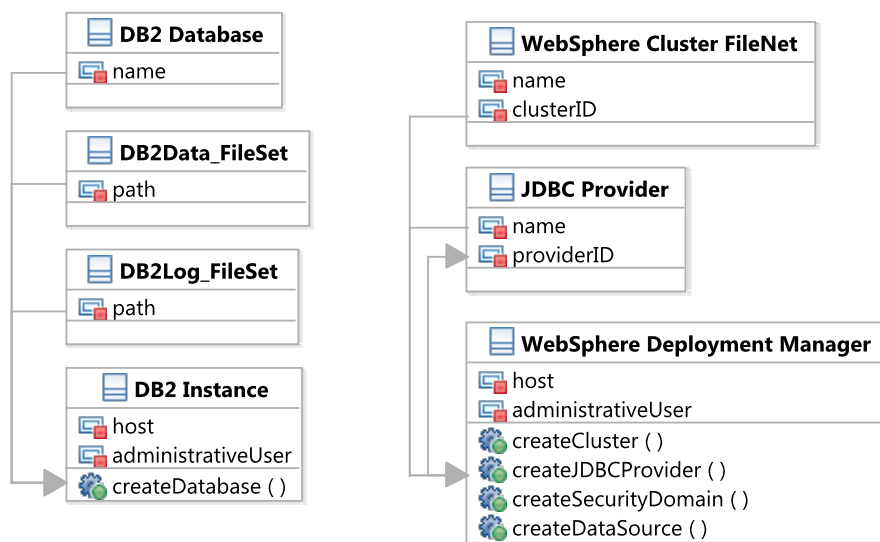 DB2 Database
name
DB2Data_FileSet
path
DB2Log_FileSet
path
DB2 Instance
host
administrativeUser
createDatabase ( )
WebSphere Cluster FileNet
name
clusterID
JDBC Provider
name
providerID
WebSphere Deployment Manager
host
administrativeUser
createCluster ( )
createJDBCProvider ( )
createSecurityDomain ( )
createDataSource ( )